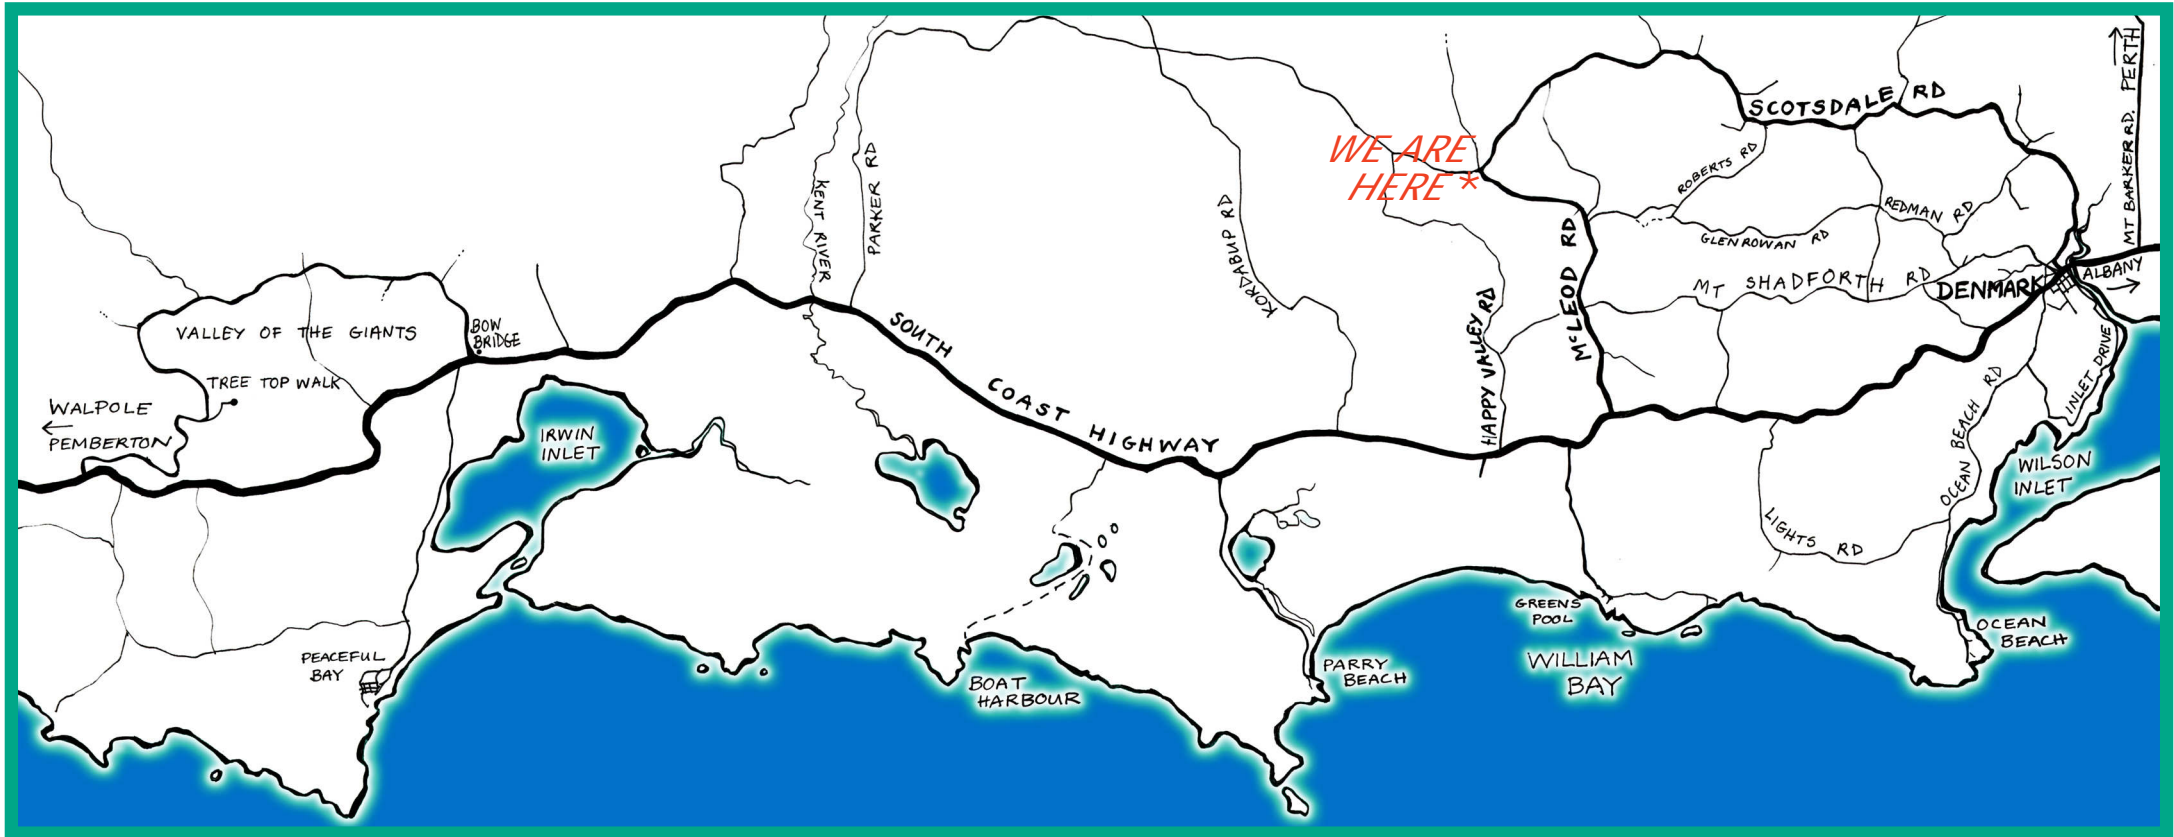 MT BARKER RD. PERTH
SCOTSDALE RD
WE ARE
HERE *
ROBERTS RD
REDMAN RD
GLENROWAN RD
KENT RIVER
PARKER RD
KORDABUP RD
HAPPY VALLEY RD
McLEOD RD
MT SHADFORTH RD
DENMARK
ALBANY
VALLEY OF THE GIANTS
BOW
BRIDGE
TREE TOP WALK
WALPOLE
PEMBERTON
SOUTH COAST HIGHWAY
IRWIN
INLET
OCEAN BEACH RD
INLET DRIVE
WILSON
INLET
LIGHTS RD
PEACEFUL
BAY
BOAT
HARBOUR
PARRY
BEACH
GREENS
POOL
WILLIAM
BAY
OCEAN
BEACH